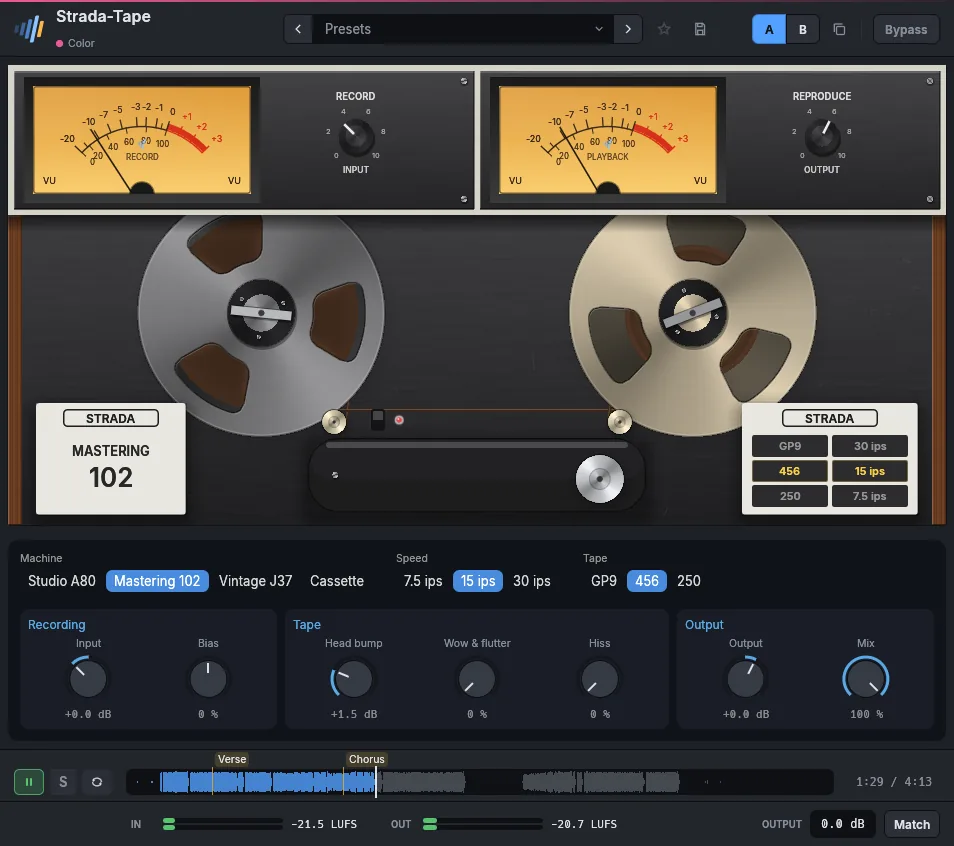 Strada-Tape
Color
Presets
A
B
Bypass
-20 -10 -7 -5 -3 -2 -1 0 +1 +2 +3
0 20 40 60 80 100
RECORD
VU VU
RECORD
0 2 4 6 8 10
INPUT
-20 -10 -7 -5 -3 -2 -1 0 +1 +2 +3
0 20 40 60 80 100
PLAYBACK
VU VU
REPRODUCE
0 2 4 6 8 10
OUTPUT
STRADA
MASTERING
102
STRADA
GP9 30 ips
456 15 ips
250 7.5 ips
Machine Speed Tape
Studio A80 Mastering 102 Vintage J37 Cassette 7.5 ips 15 ips 30 ips GP9 456 250
Recording
Input Bias
+0.0 dB 0 %
Tape
Head bump Wow & flutter Hiss
+1.5 dB 0 % 0 %
Output
Output Mix
+0.0 dB 100 %
Verse Chorus
S
1:29 / 4:13
IN -21.5 LUFS OUT -20.7 LUFS OUTPUT 0.0 dB Match